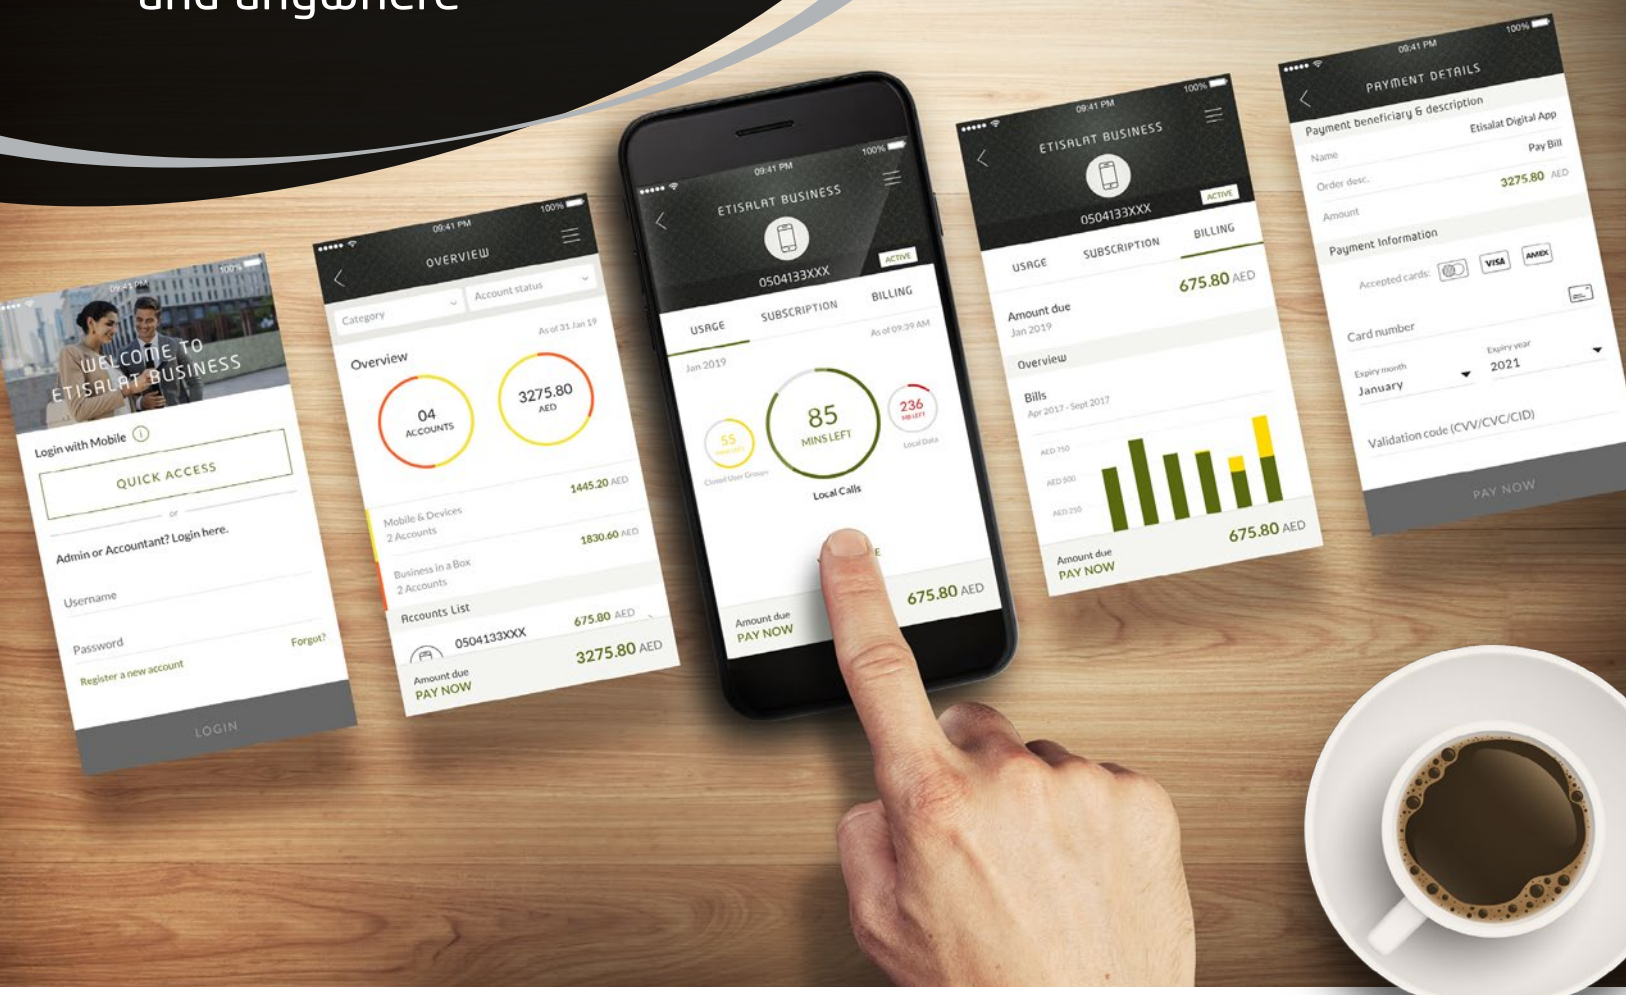 and anywhere
100%
09:41 PM
WELCOME TO
ETISALAT BUSINESS
Login with Mobile i
QUICK ACCESS
or
Admin or Accountant? Login here.
Username
Password
Register a new account Forgot?
LOGIN
09:41 PM 100%
OVERVIEW
Category Account status
As of 31 Jan 19
Overview
04
ACCOUNTS
3275.80
AED
1445.20 AED
Mobile & Devices
2 Accounts
1830.60 AED
Business in a Box
2 Accounts
Accounts List
0504133XXX 675.80 AED
Amount due 3275.80 AED
PAY NOW
09:41 PM 100%
ETISALAT BUSINESS
0504133XXX
ACTIVE
USAGE SUBSCRIPTION BILLING
As of 09:39 AM
Jan 2019
55
MINS LEFT
Closed User Groups
85
MINS LEFT
Local Calls
236
MB LEFT
Local Data
Amount due 675.80 AED
PAY NOW
09:41 PM 100%
ETISALAT BUSINESS
0504133XXX
ACTIVE
USAGE SUBSCRIPTION BILLING
Amount due 675.80 AED
Jan 2019
Overview
Bills
Apr 2017 - Sept 2017
AED 750
AED 500
AED 250
Amount due 675.80 AED
PAY NOW
09:41 PM 100%
PAYMENT DETAILS
Payment beneficiary & description
Name Etisalat Digital App
Order desc. Pay Bill
Amount 3275.80 AED
Payment Information
Accepted cards: VISA AMEX
Card number
Expiry month Expiry year
January 2021
Validation code (CVV/CVC/CID)
PAY NOW